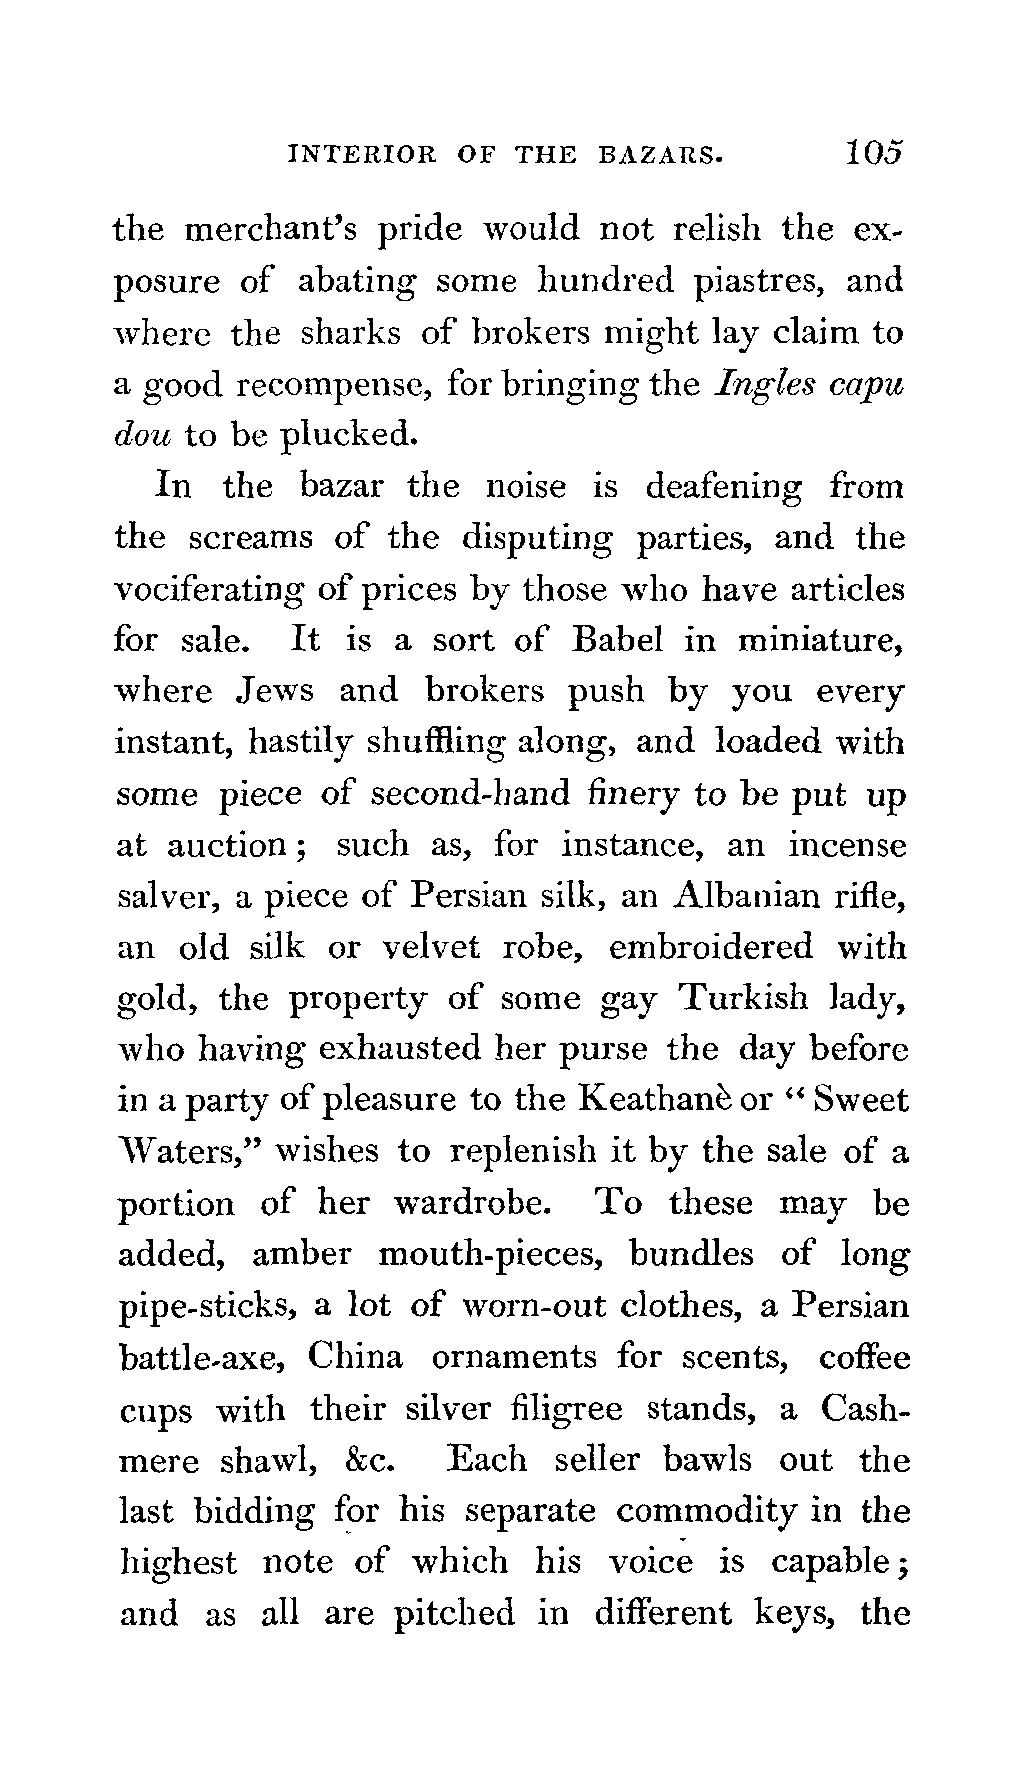 INTERIOR OF THE BAZARS. 105
the merchant's pride would not relish the ex-
posure of abating some hundred piastres, and
where the sharks of brokers might lay claim to
a good recompense, for bringing the Ingles capu
dou to be plucked.
In the bazar the noise is deafening from
the screams of the disputing parties, and the
vociferating of prices by those who have articles
for sale. It is a sort of Babel in miniature,
where Jews and brokers push by you every
instant, hastily shuffling along, and loaded with
some piece of second-hand finery to be put up
at auction; such as, for instance, an incense
salver, a piece of Persian silk, an Albanian rifle,
an old silk or velvet robe, embroidered with
gold, the property of some gay Turkish lady,
who having exhausted her purse the day before
in a party of pleasure to the Keathanè or "Sweet
Waters," wishes to replenish it by the sale of a
portion of her wardrobe. To these may be
added, amber mouth-pieces, bundles of long
pipe-sticks, a lot of worn-out clothes, a Persian
battle-axe, China ornaments for scents, coffee
cups with their silver filigree stands, a Cash-
mere shawl, &c. Each seller bawls out the
last bidding for his separate commodity in the
highest note of which his voice is capable;
and as all are pitched in different keys, the